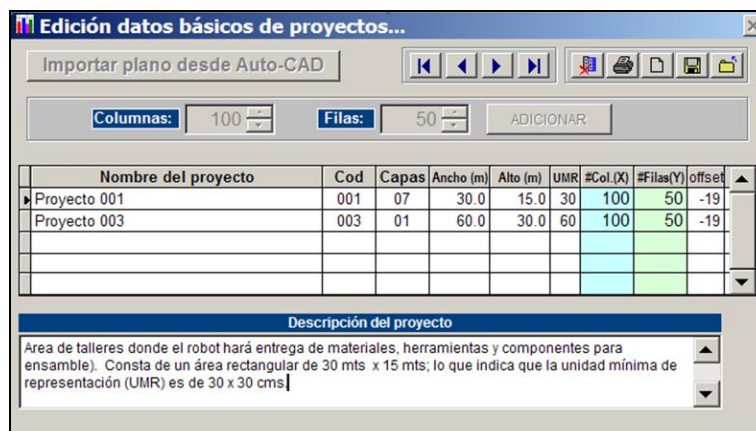 Edición datos básicos de proyectos...
Importar plano desde Auto-CAD
Columnas: 100 Filas: 50 ADICIONAR
Nombre del proyecto Cod Capas Ancho (m) Alto (m) UMR #Col.(X) #Filas(Y) offset
Proyecto 001 001 07 30.0 15.0 30 100 50 -19
Proyecto 003 003 01 60.0 30.0 60 100 50 -19
Descripción del proyecto
Area de talleres donde el robot hará entrega de materiales, herramientas y componentes para
ensamble). Consta de un área rectangular de 30 mts x 15 mts; lo que indica que la unidad mínima de
representación (UMR) es de 30 x 30 cms.